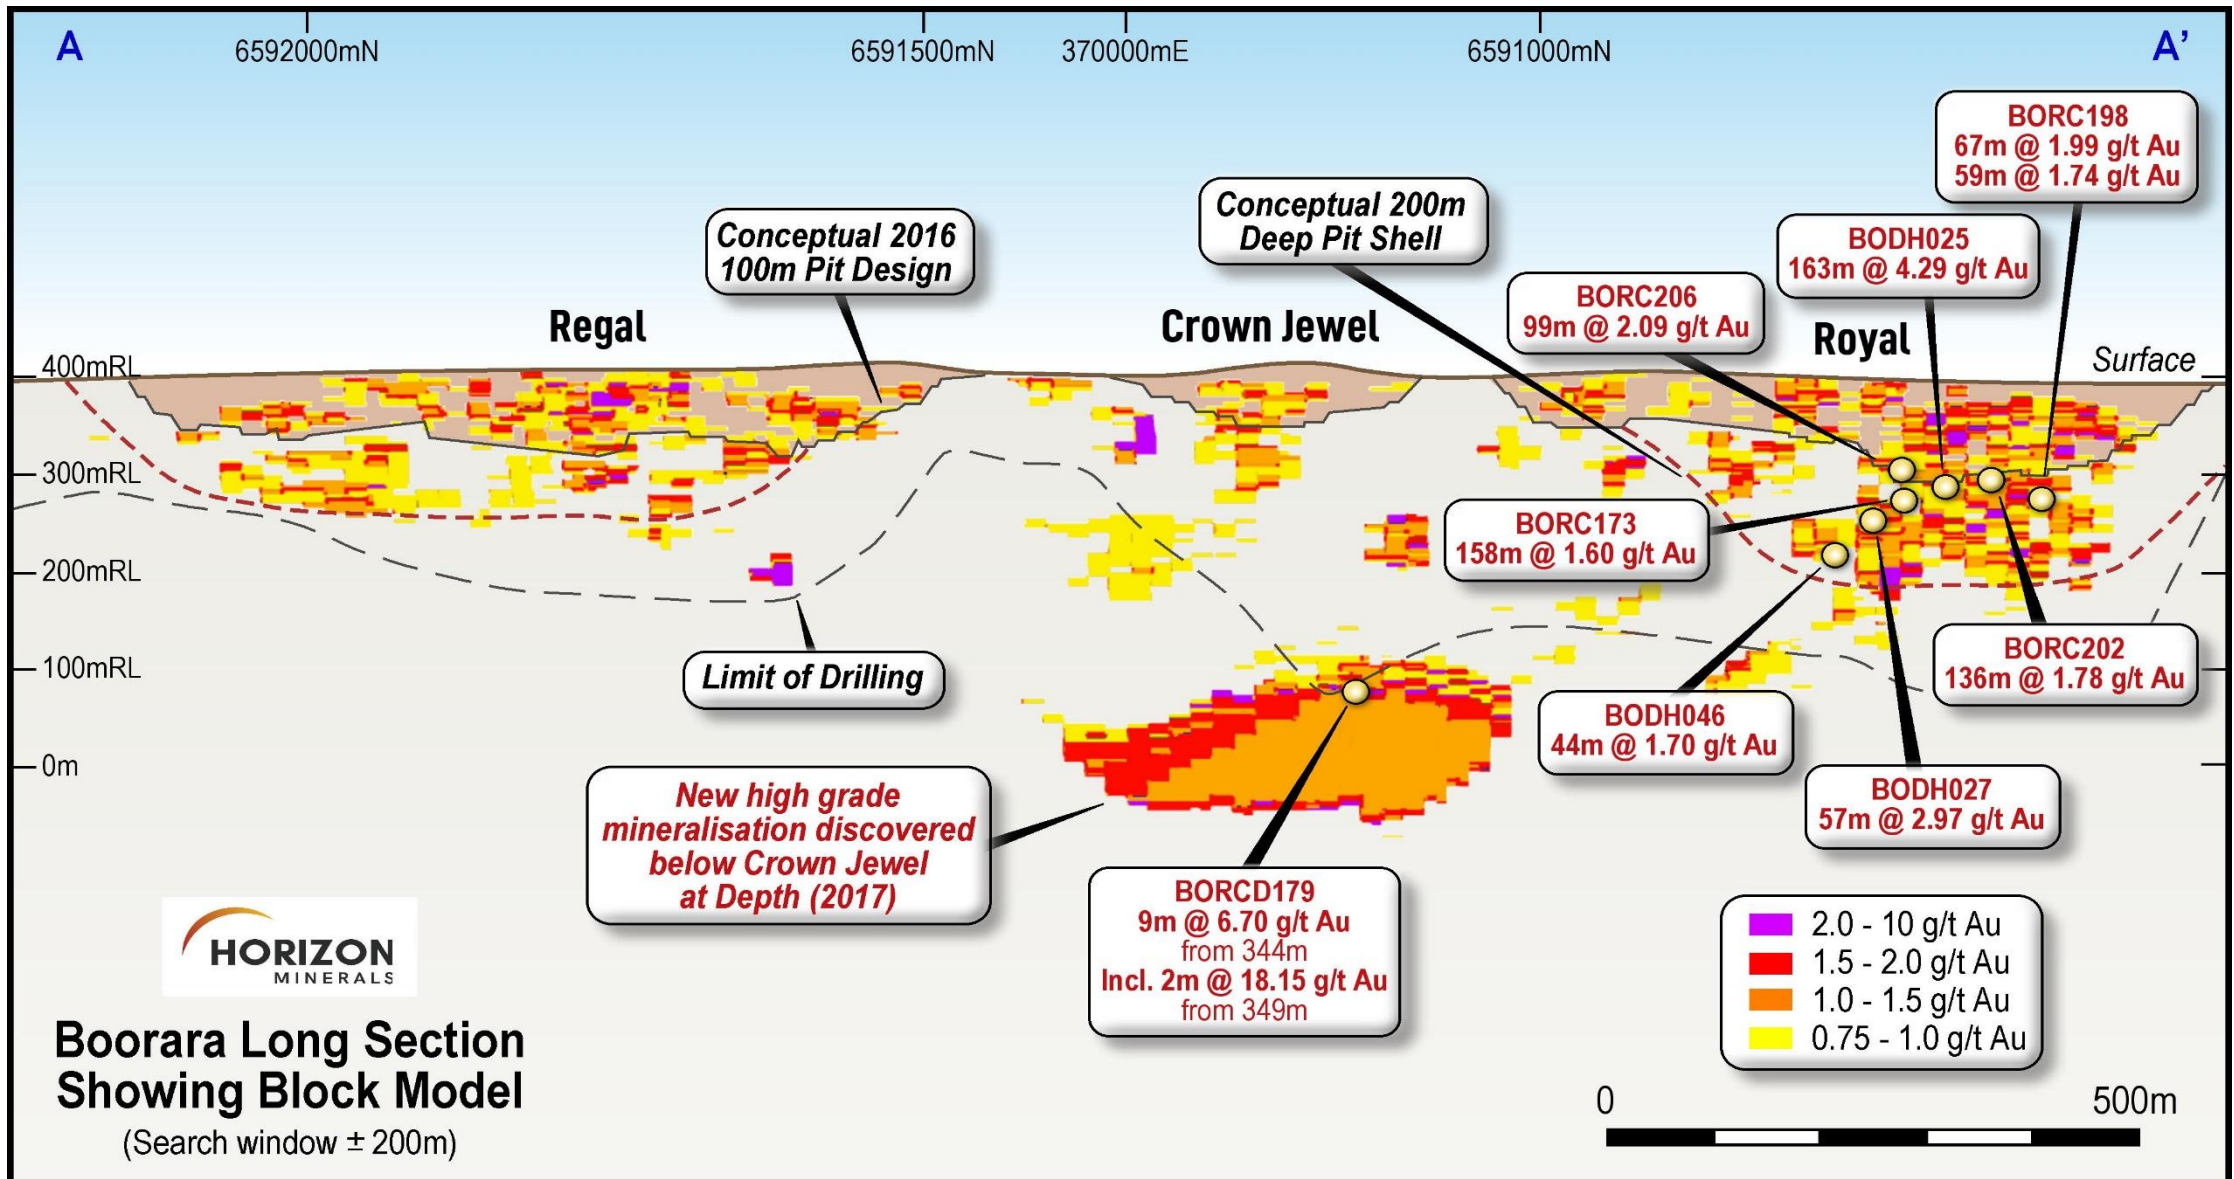 A
6592000mN
6591500mN
370000mE
6591000mN
A'
BORC198
67m @ 1.99 g/t Au
59m @ 1.74 g/t Au
Conceptual 200m
Deep Pit Shell
Conceptual 2016
100m Pit Design
BODH025
163m @ 4.29 g/t Au
BORC206
99m @ 2.09 g/t Au
Regal
Crown Jewel
Royal
Surface
400mRL
300mRL
200mRL
100mRL
0m
BORC173
158m @ 1.60 g/t Au
Limit of Drilling
BORC202
136m @ 1.78 g/t Au
BODH046
44m @ 1.70 g/t Au
BODH027
57m @ 2.97 g/t Au
New high grade
mineralisation discovered
below Crown Jewel
at Depth (2017)
BORCD179
9m @ 6.70 g/t Au
from 344m
Incl. 2m @ 18.15 g/t Au
from 349m
2.0 - 10 g/t Au
1.5 - 2.0 g/t Au
1.0 - 1.5 g/t Au
0.75 - 1.0 g/t Au
HORIZON
MINERALS
Boorara Long Section
Showing Block Model
(Search window ± 200m)
0
500m